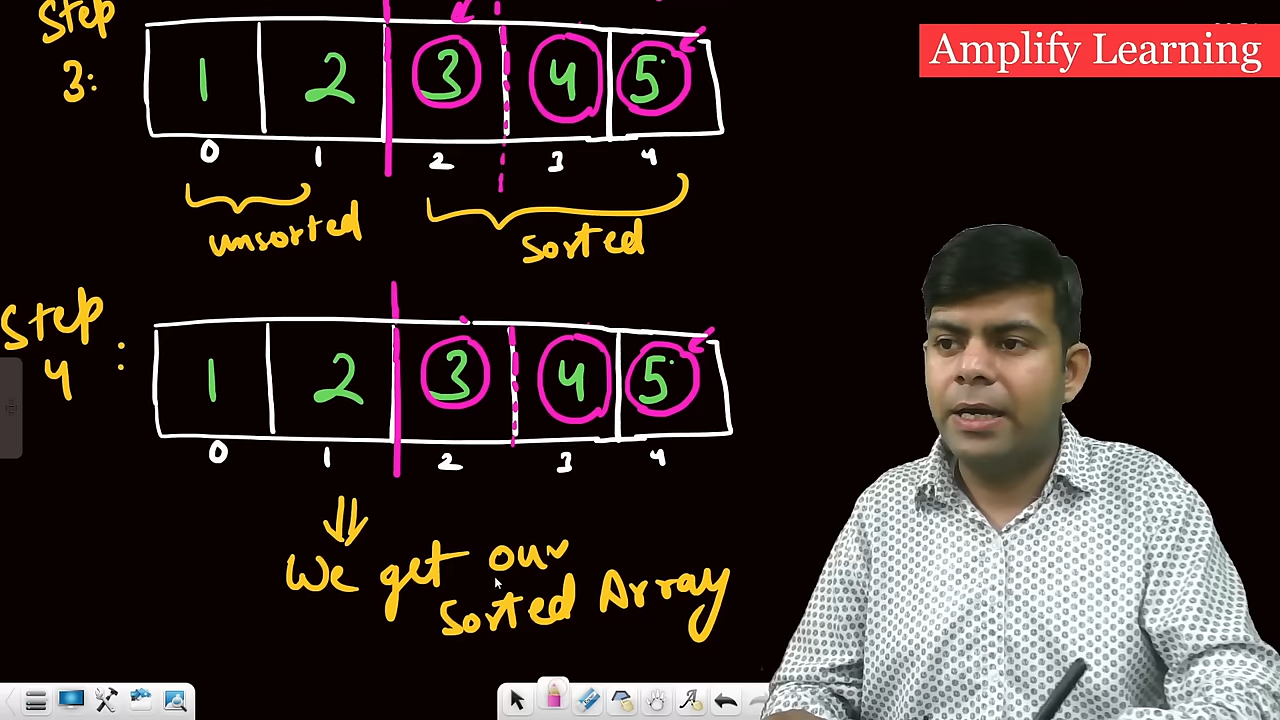 Amplify Learning
Step
3:
1 2 3 4 5
0 1 2 3 4
unsorted sorted
Step
4 :
1 2 3 4 5
0 1 2 3 4
We get our
sorted Array